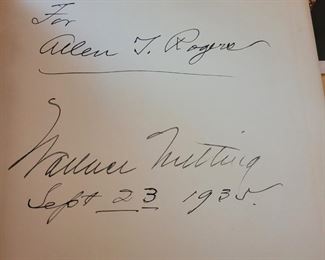 For
Allen T. Rogers
Wallace Nutting
Sept 23 1935.